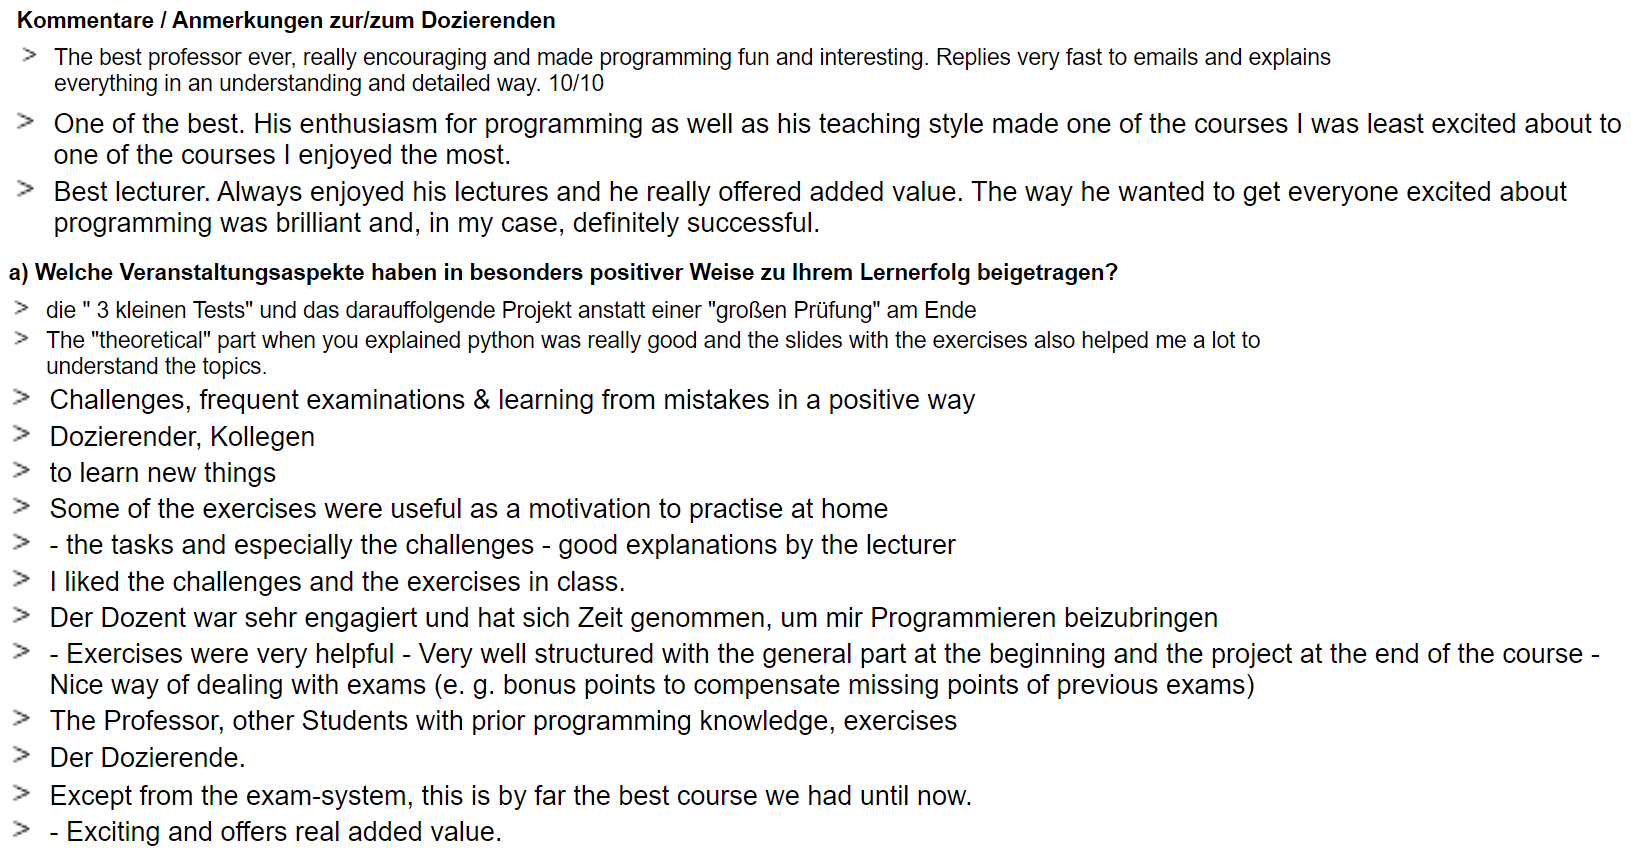 Kommentare / Anmerkungen zur/zum Dozierenden
> The best professor ever, really encouraging and made programming fun and interesting. Replies very fast to emails and explains
everything in an understanding and detailed way. 10/10
> One of the best. His enthusiasm for programming as well as his teaching style made one of the courses I was least excited about to
one of the courses I enjoyed the most.
> Best lecturer. Always enjoyed his lectures and he really offered added value. The way he wanted to get everyone excited about
programming was brilliant and, in my case, definitely successful.
a) Welche Veranstaltungsaspekte haben in besonders positiver Weise zu Ihrem Lernerfolg beigetragen?
> die " 3 kleinen Tests" und das darauffolgende Projekt anstatt einer "großen Prüfung" am Ende
> The "theoretical" part when you explained python was really good and the slides with the exercises also helped me a lot to
understand the topics.
> Challenges, frequent examinations & learning from mistakes in a positive way
> Dozierender, Kollegen
> to learn new things
> Some of the exercises were useful as a motivation to practise at home
> - the tasks and especially the challenges - good explanations by the lecturer
> I liked the challenges and the exercises in class.
> Der Dozent war sehr engagiert und hat sich Zeit genommen, um mir Programmieren beizubringen
> - Exercises were very helpful - Very well structured with the general part at the beginning and the project at the end of the course -
Nice way of dealing with exams (e. g. bonus points to compensate missing points of previous exams)
> The Professor, other Students with prior programming knowledge, exercises
> Der Dozierende.
> Except from the exam-system, this is by far the best course we had until now.
> - Exciting and offers real added value.